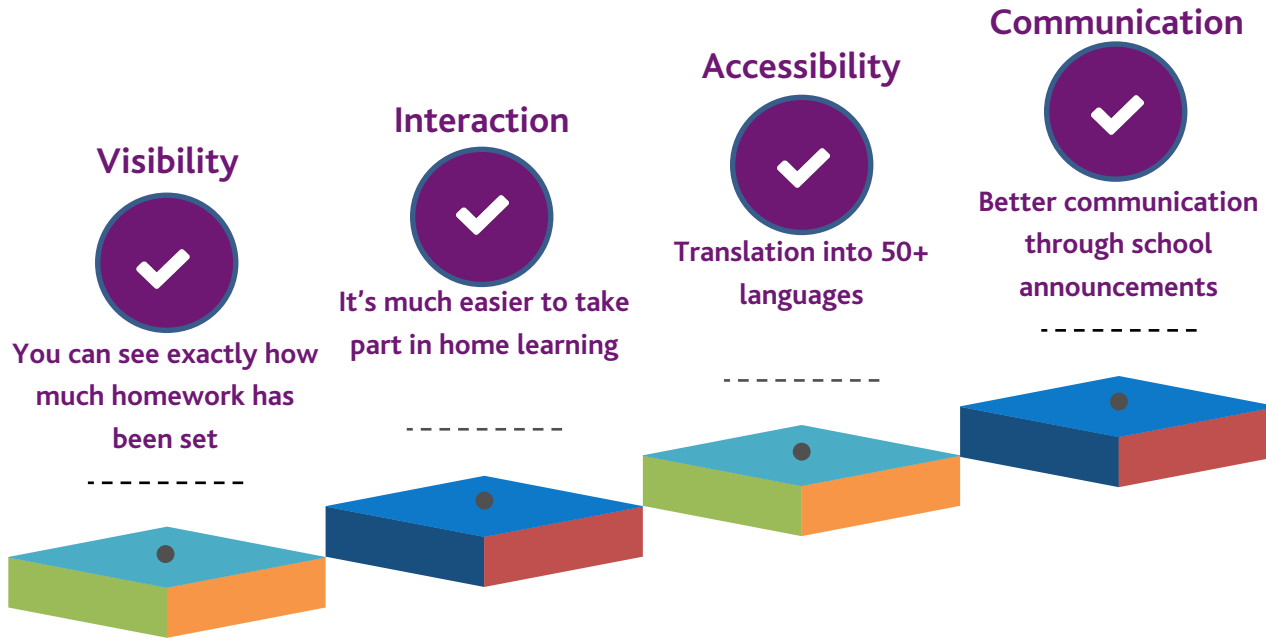 Visibility
You can see exactly how
much homework has
been set
Interaction
It's much easier to take
part in home learning
Accessibility
Translation into 50+
languages
Communication
Better communication
through school
announcements